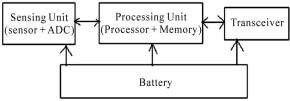 Sensing Unit
(sensor + ADC)
Processing Unit
(Processor + Memory)
Transceiver
Battery